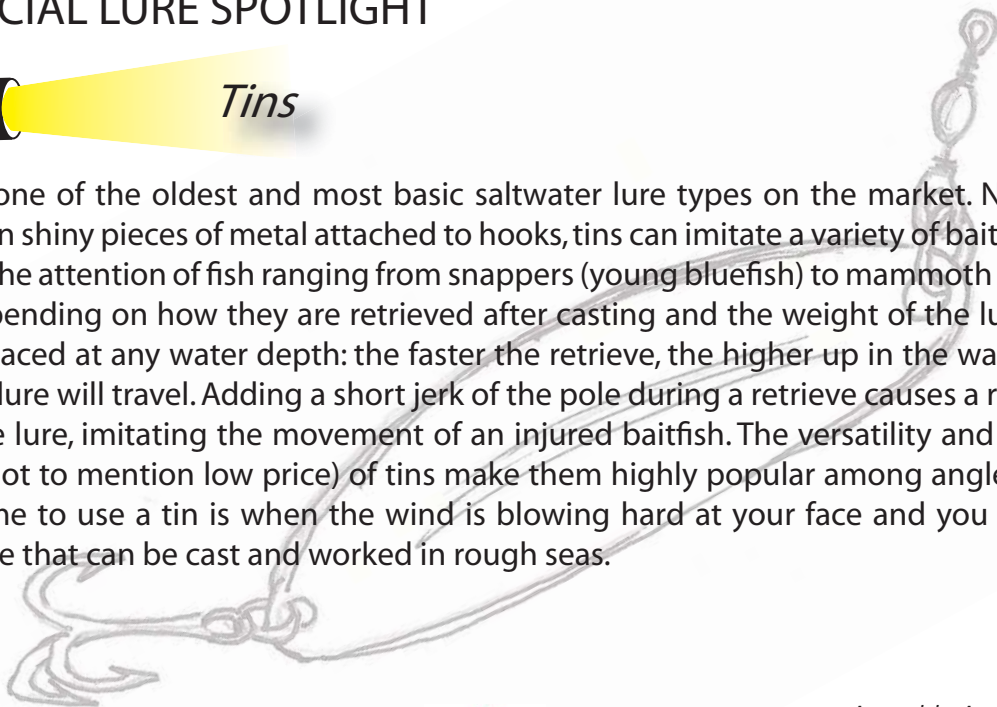 CIAL LURE SPOTLIGHT
Tins
one of the oldest and most basic saltwater lure types on the market. N
n shiny pieces of metal attached to hooks, tins can imitate a variety of bait
he attention of fish ranging from snappers (young bluefish) to mammoth
pending on how they are retrieved after casting and the weight of the lu
aced at any water depth: the faster the retrieve, the higher up in the wa
lure will travel. Adding a short jerk of the pole during a retrieve causes a r
e lure, imitating the movement of an injured baitfish. The versatility and
ot to mention low price) of tins make them highly popular among angle
ne to use a tin is when the wind is blowing hard at your face and you
e that can be cast and worked in rough seas.